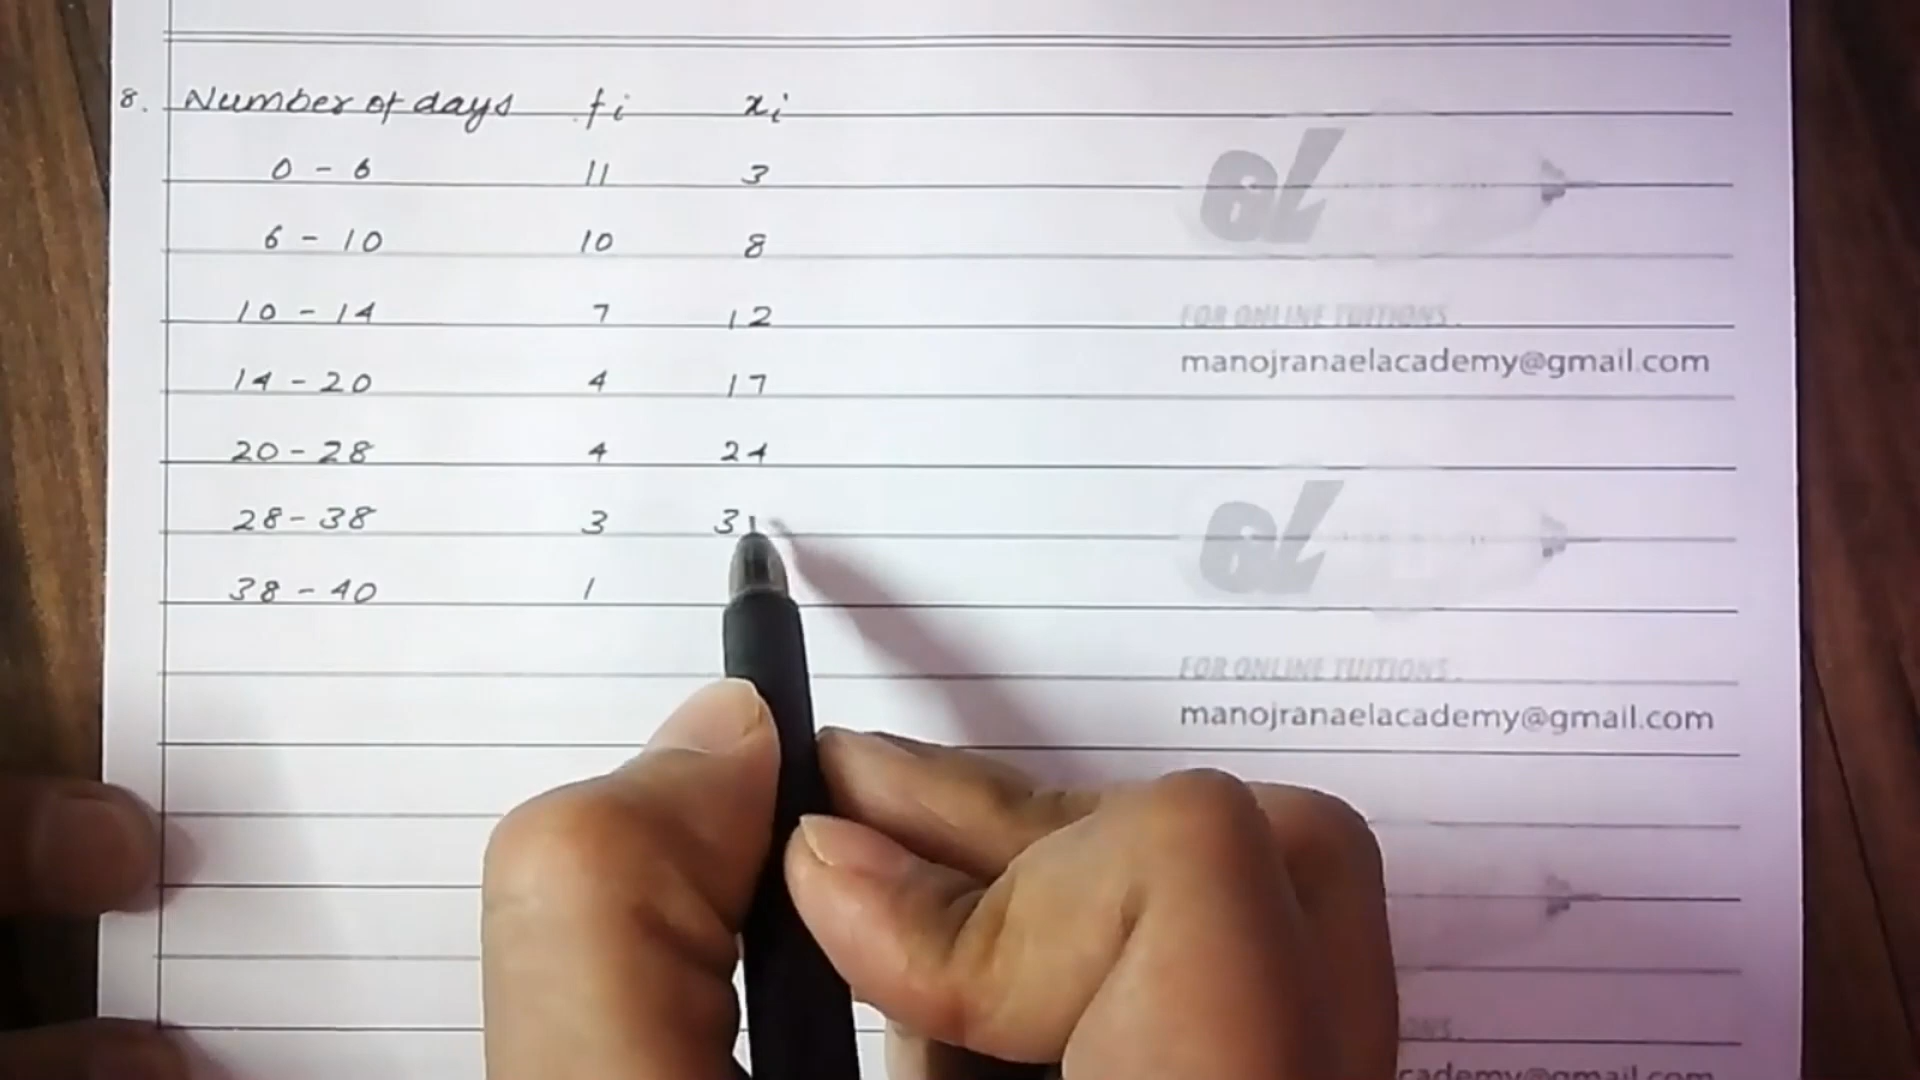 8. Number of days fi xi
0 - 6 11 3
6 - 10 10 8
10 - 14 7 12
14 - 20 4 17
20 - 28 4 24
28 - 38 3 3
38 - 40 1
FOR ONLINE TUITIONS.
manojranaelacademy@gmail.com
FOR ONLINE TUITIONS.
manojranaelacademy@gmail.com